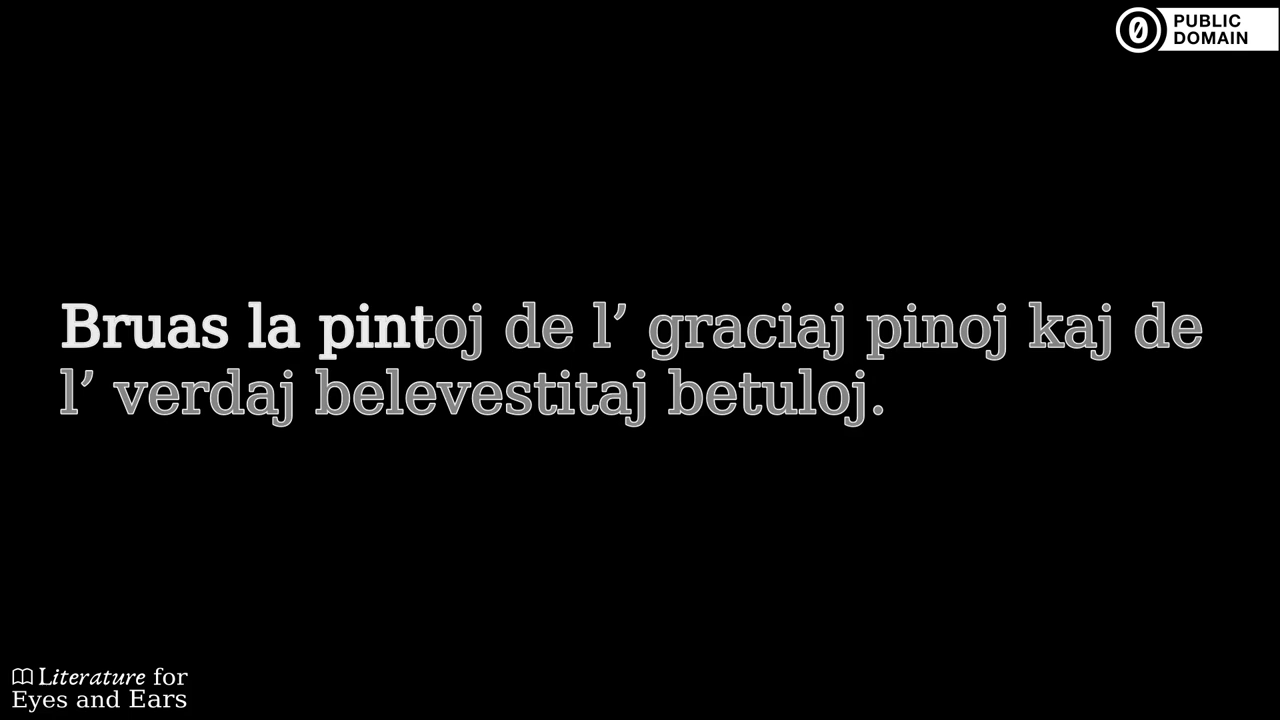 PUBLIC
DOMAIN
Bruas la pintoj de l’ graciaj pinoj kaj de
l’ verdaj belevestitaj betuloj.
Literature for
Eyes and Ears